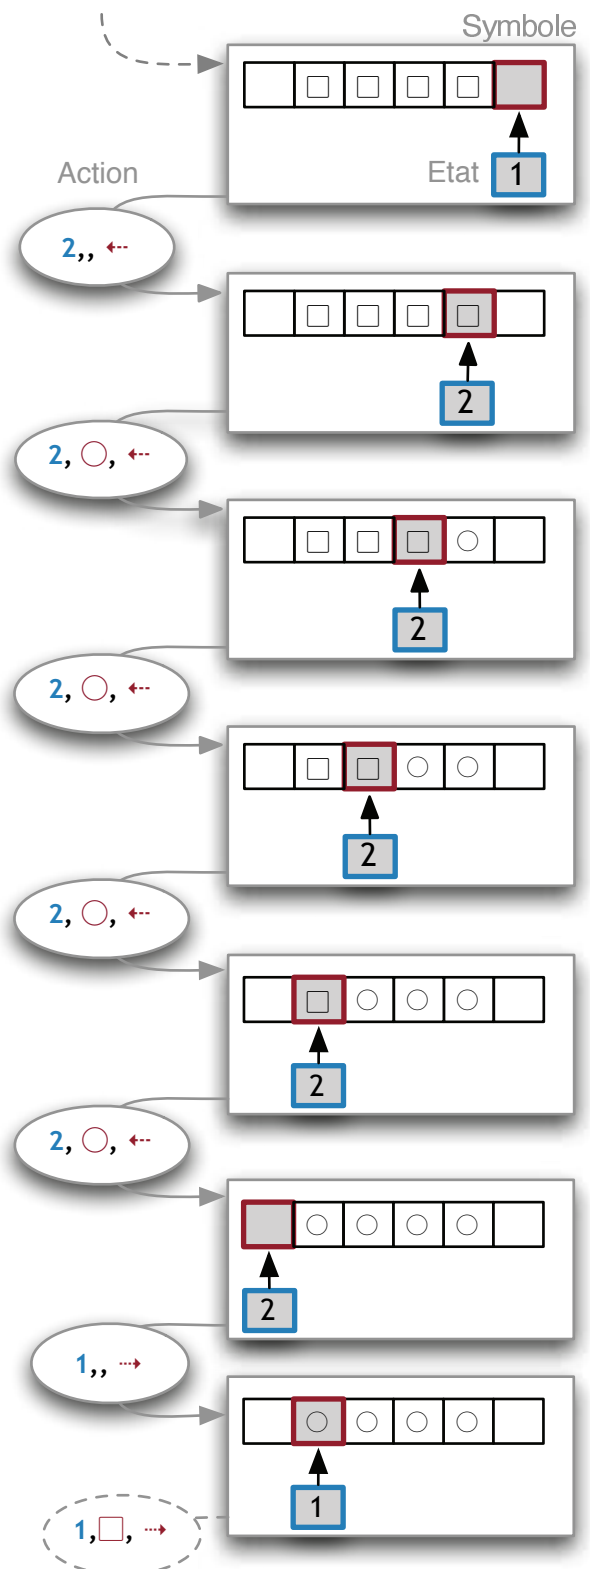 Symbole
Etat 1
Action
2,, ⇠
2
2, ○, ⇠
2
2, ○, ⇠
2
2, ○, ⇠
2
2, ○, ⇠
2
1,, ⇢
1
1,□, ⇢